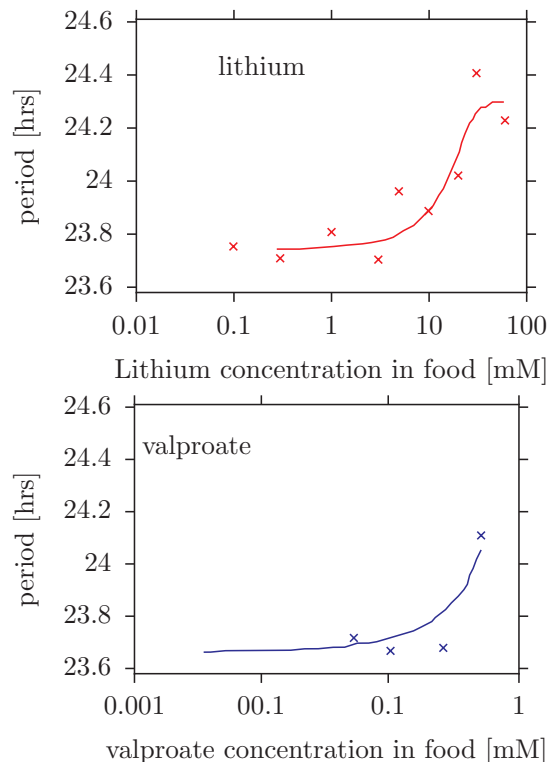 24.6
24.4
24.2
24
23.8
23.6
period [hrs]
lithium
0.01 0.1 1 10 100
Lithium concentration in food [mM]
24.6
24.4
24.2
24
23.8
23.6
period [hrs]
valproate
0.001 00.1 0.1 1
valproate concentration in food [mM]